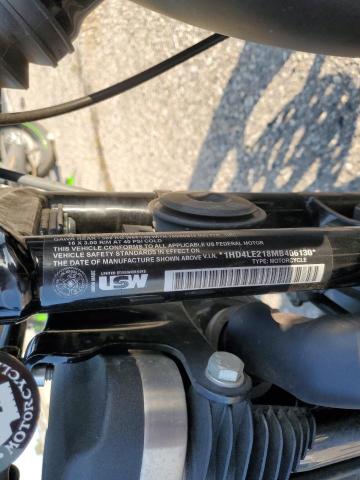 16 X 3.00 RIM AT 40 PSI COLD
THIS VEHICLE CONFORMS TO ALL APPLICABLE US FEDERAL MOTOR
VEHICLE SAFETY STANDARDS IN EFFECT ON
THE DATE OF MANUFACTURE SHOWN ABOVE V.I.N. *1HD4LE218MB406130*
TYPE: MOTORCYCLE
MOTORCYCLE